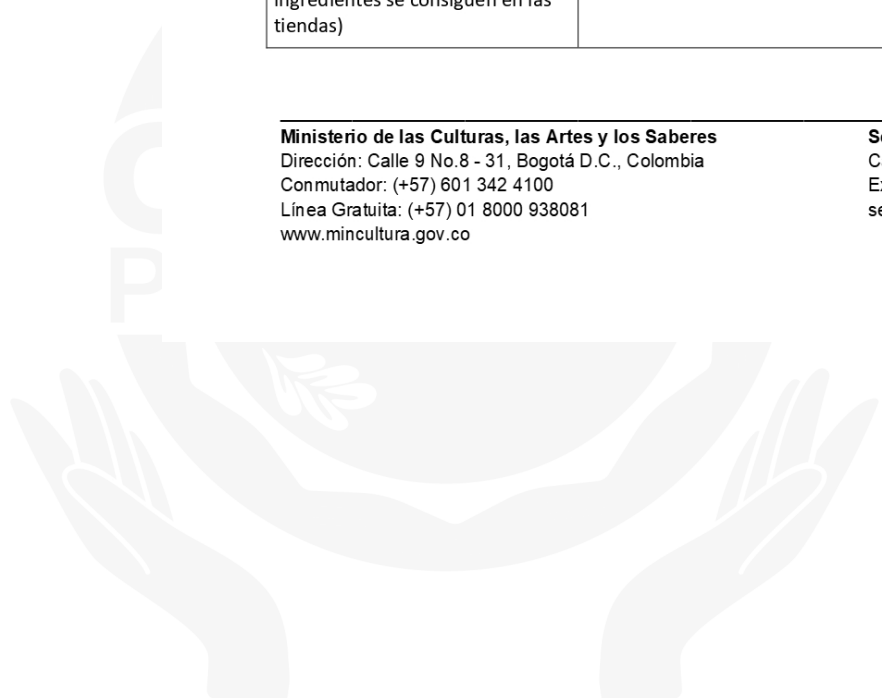 ingredientes se consiguen en las
tiendas)
Ministerio de las Culturas, las Artes y los Saberes
Dirección: Calle 9 No.8 - 31, Bogotá D.C., Colombia
Conmutador: (+57) 601 342 4100
Línea Gratuita: (+57) 01 8000 938081
www.mincultura.gov.co